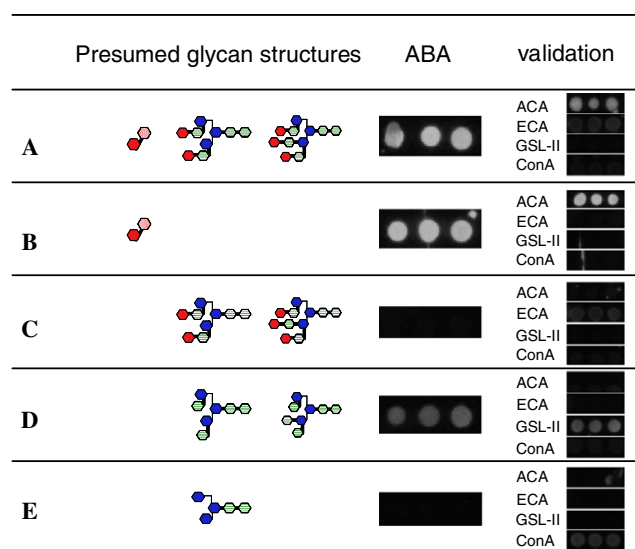 Presumed glycan structures ABA validation
A
ACA
ECA
GSL-II
ConA
B
ACA
ECA
GSL-II
ConA
C
ACA
ECA
GSL-II
ConA
D
ACA
ECA
GSL-II
ConA
E
ACA
ECA
GSL-II
ConA